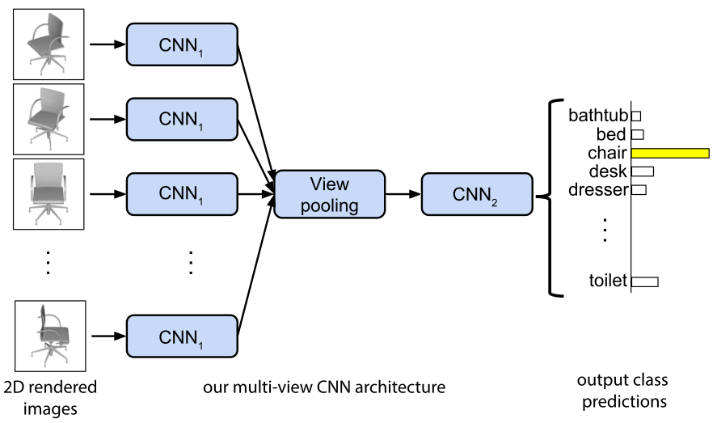 CNN₁
CNN₁
CNN₁
CNN₁
View
pooling
CNN₂
bathtub
bed
chair
desk
dresser
toilet
2D rendered
images
our multi-view CNN architecture
output class
predictions